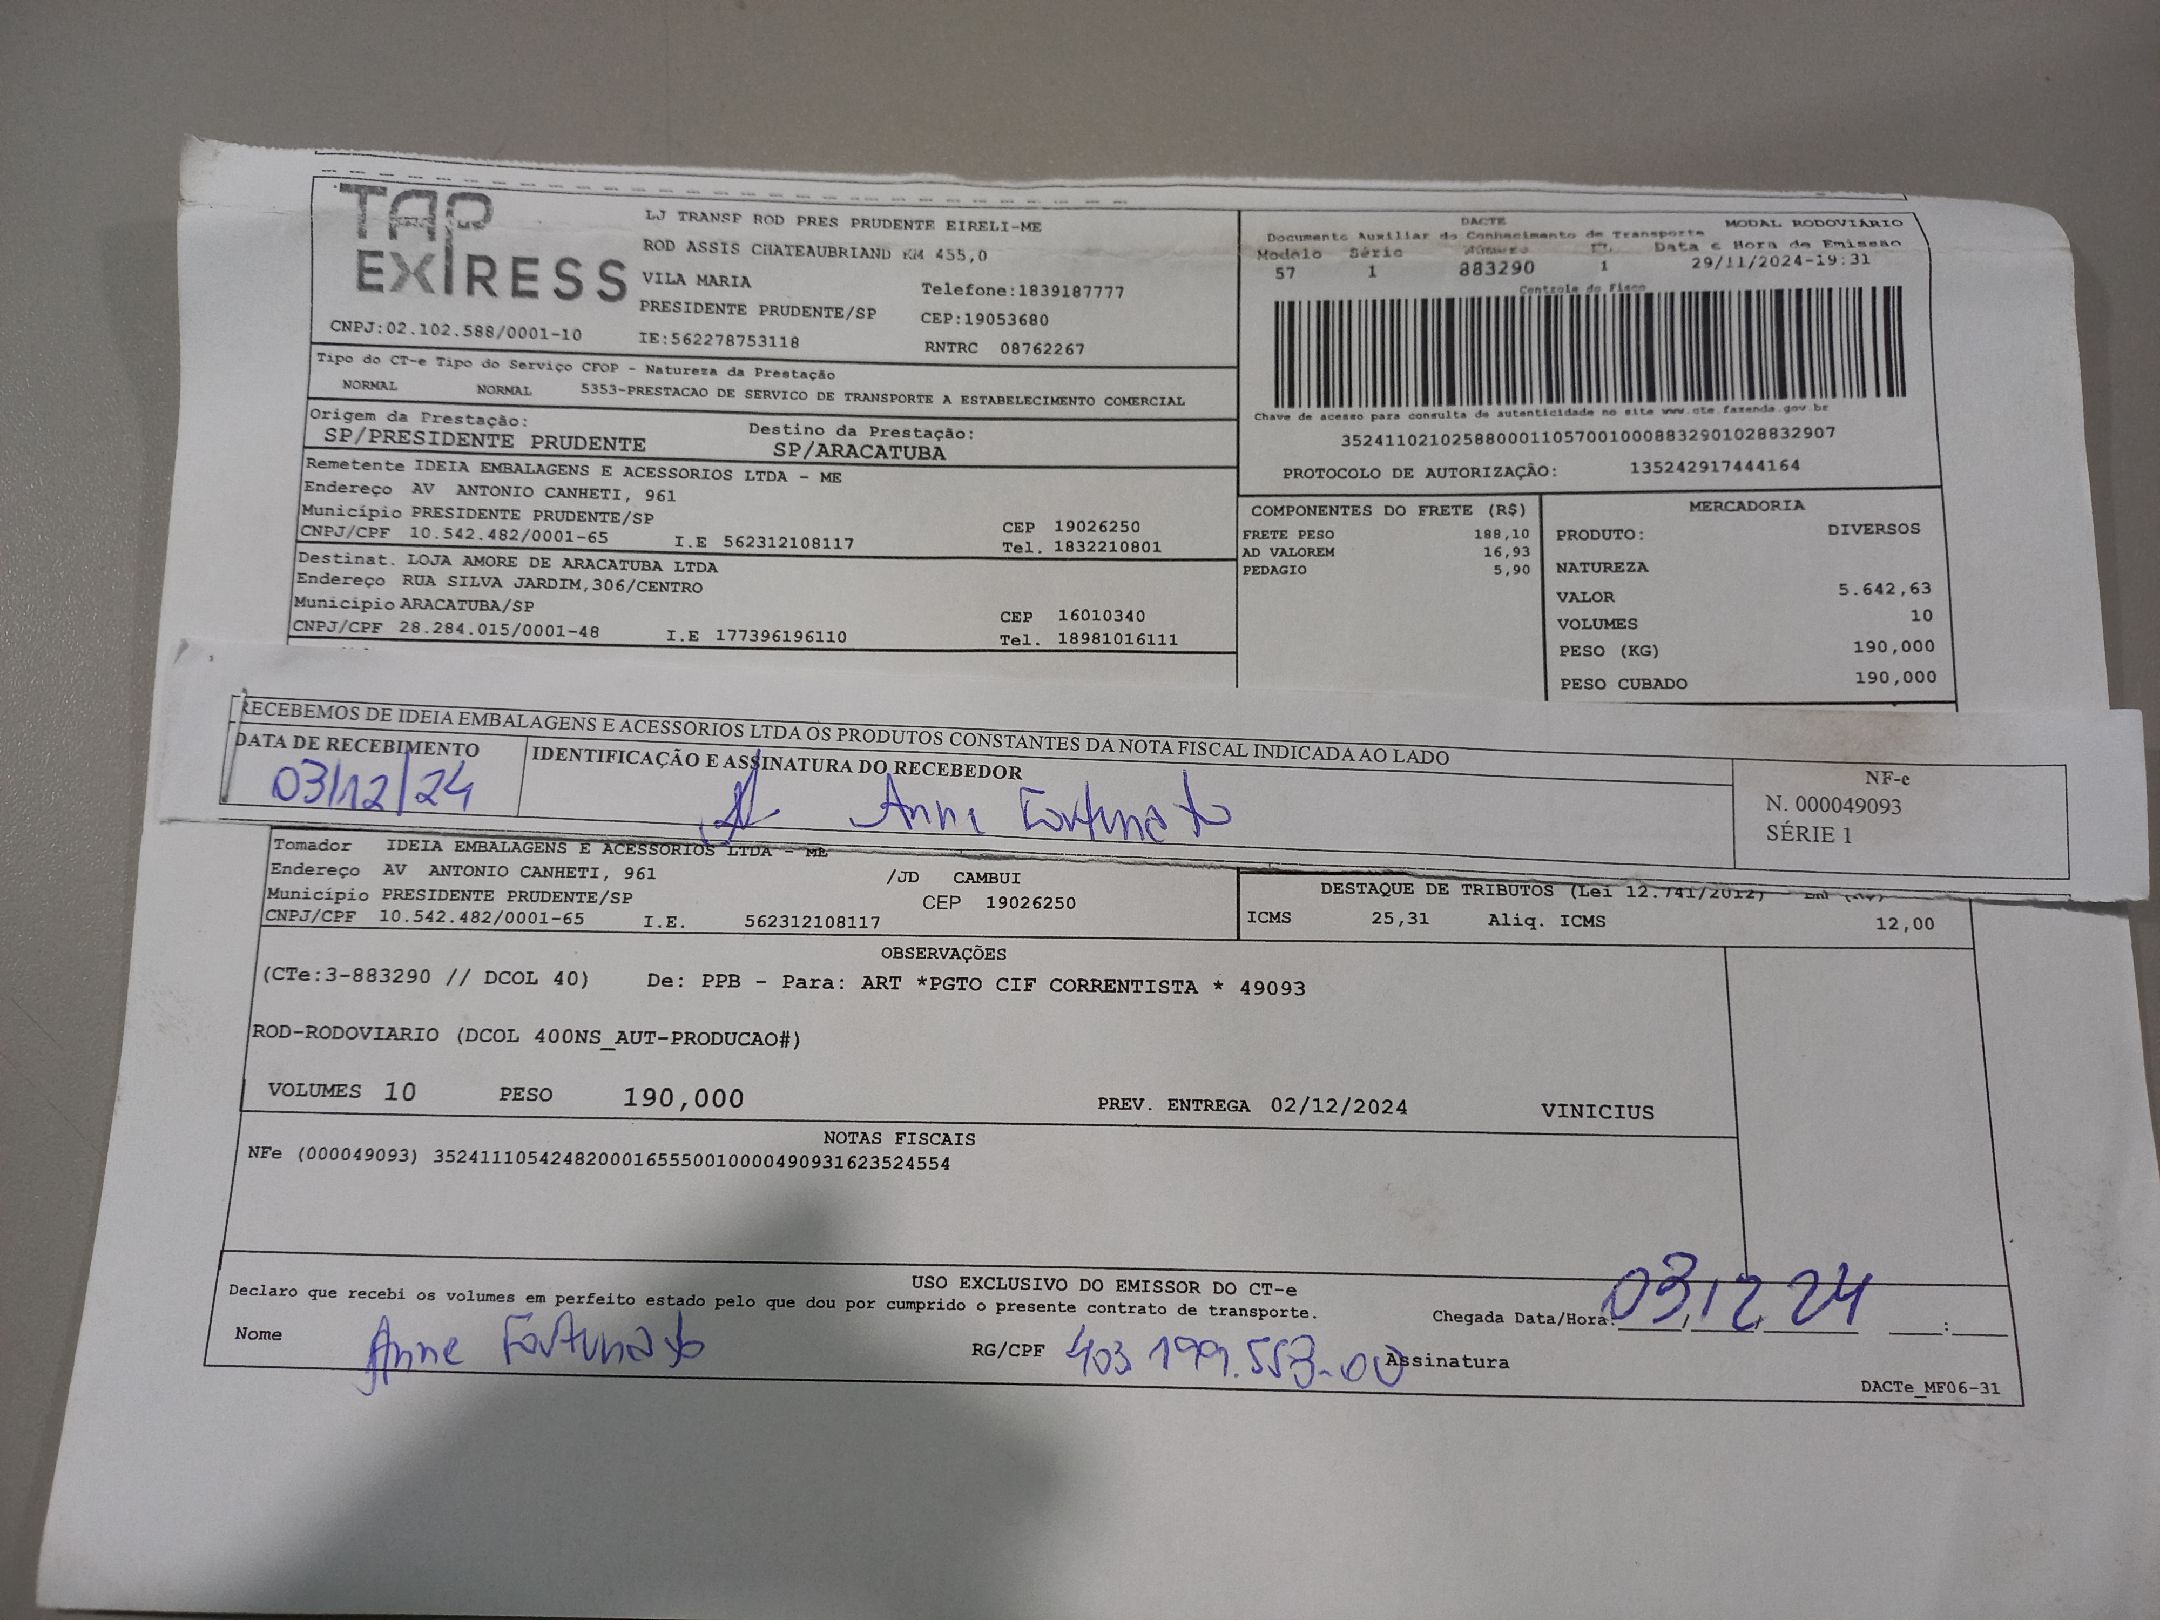 TAP EXPRESS
LJ TRANSP ROD PRES PRUDENTE EIRELI-ME
ROD ASSIS CHATEAUBRIAND KM 455,0
VILA MARIA Telefone:1839187777
PRESIDENTE PRUDENTE/SP CEP:19053680
CNPJ:02.102.588/0001-10 IE:562278753118 RNTRC 08762267
DACTE MODAL RODOVIÁRIO
Documento Auxiliar do Conhecimento de Transporte
Modelo Série Número FL Data e Hora de Emissão
57 1 883290 1 29/11/2024-19:31
Controle do Fisco
Chave de acesso para consulta de autenticidade no site www.cte.fazenda.gov.br
35241102102588000110570010008832901028832907
PROTOCOLO DE AUTORIZAÇÃO: 135242917444164
Tipo do CT-e Tipo do Serviço CFOP - Natureza da Prestação
NORMAL NORMAL 5353-PRESTACAO DE SERVICO DE TRANSPORTE A ESTABELECIMENTO COMERCIAL
Origem da Prestação: Destino da Prestação:
SP/PRESIDENTE PRUDENTE SP/ARACATUBA
Remetente IDEIA EMBALAGENS E ACESSORIOS LTDA - ME
Endereço AV ANTONIO CANHETI, 961
Município PRESIDENTE PRUDENTE/SP CEP 19026250
CNPJ/CPF 10.542.482/0001-65 I.E 562312108117 Tel. 1832210801
Destinat. LOJA AMORE DE ARACATUBA LTDA
Endereço RUA SILVA JARDIM,306/CENTRO
Município ARACATUBA/SP CEP 16010340
CNPJ/CPF 28.284.015/0001-48 I.E 177396196110 Tel. 18981016111
COMPONENTES DO FRETE (R$)
FRETE PESO 188,10
AD VALOREM 16,93
PEDAGIO 5,90
MERCADORIA
PRODUTO: DIVERSOS
NATUREZA
VALOR 5.642,63
VOLUMES 10
PESO (KG) 190,000
PESO CUBADO 190,000
RECEBEMOS DE IDEIA EMBALAGENS E ACESSORIOS LTDA OS PRODUTOS CONSTANTES DA NOTA FISCAL INDICADA AO LADO
DATA DE RECEBIMENTO IDENTIFICAÇÃO E ASSINATURA DO RECEBEDOR
03/12/24 Anne Fortunato
NF-e
N. 000049093
SÉRIE 1
Tomador IDEIA EMBALAGENS E ACESSORIOS LTDA - ME
Endereço AV ANTONIO CANHETI, 961 /JD CAMBUI
Município PRESIDENTE PRUDENTE/SP CEP 19026250
CNPJ/CPF 10.542.482/0001-65 I.E. 562312108117
DESTAQUE DE TRIBUTOS (Lei 12.741/2012)
ICMS 25,31 Aliq. ICMS 12,00
OBSERVAÇÕES
(CTe:3-883290 // DCOL 40) De: PPB - Para: ART *PGTO CIF CORRENTISTA * 49093
ROD-RODOVIARIO (DCOL 400NS_AUT-PRODUCAO#)
VOLUMES 10 PESO 190,000 PREV. ENTREGA 02/12/2024 VINICIUS
NOTAS FISCAIS
NFe (000049093) 35241110542482000165550010000490931623524554
USO EXCLUSIVO DO EMISSOR DO CT-e
Declaro que recebi os volumes em perfeito estado pelo que dou por cumprido o presente contrato de transporte. Chegada Data/Hora: 03 12 24 :
Nome Anne Fortunato RG/CPF 403 199.553-00 Assinatura
DACTe_MF06-31